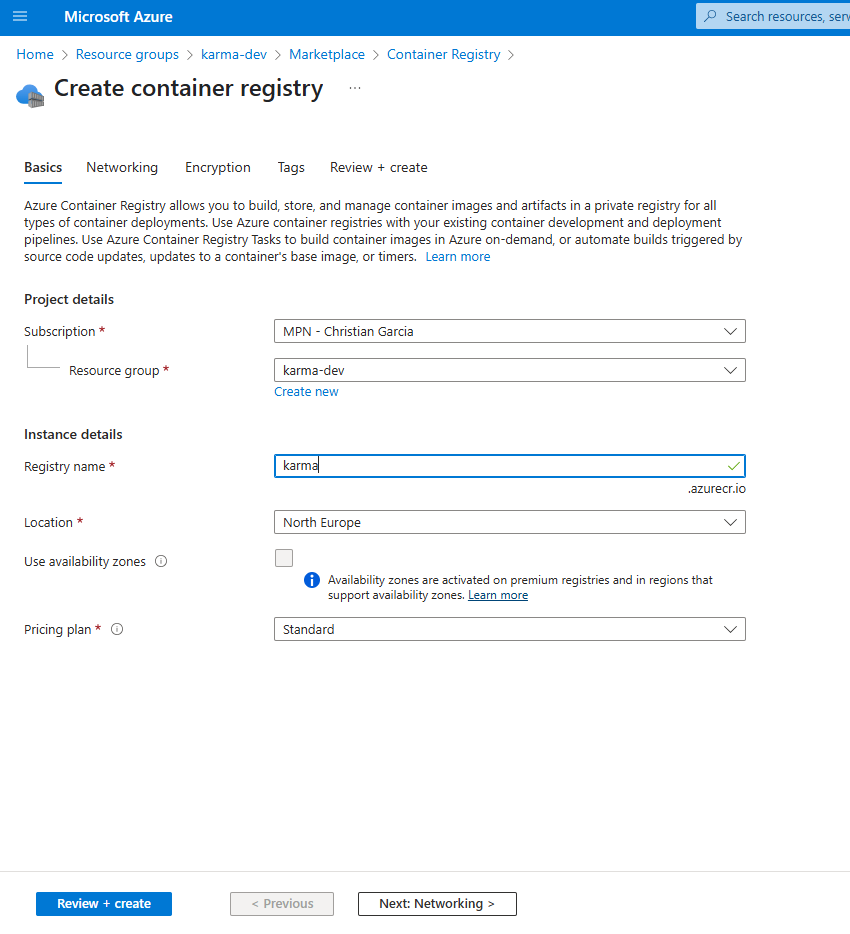 Microsoft Azure
Search resources, serv
Home > Resource groups > karma-dev > Marketplace > Container Registry >
Create container registry ...
Basics Networking Encryption Tags Review + create
Azure Container Registry allows you to build, store, and manage container images and artifacts in a private registry for all
types of container deployments. Use Azure container registries with your existing container development and deployment
pipelines. Use Azure Container Registry Tasks to build container images in Azure on-demand, or automate builds triggered by
source code updates, updates to a container's base image, or timers. Learn more
Project details
Subscription * MPN - Christian Garcia
Resource group * karma-dev
Create new
Instance details
Registry name * karma
.azurecr.io
Location * North Europe
Use availability zones
Availability zones are activated on premium registries and in regions that
support availability zones. Learn more
Pricing plan * Standard
Review + create < Previous Next: Networking >